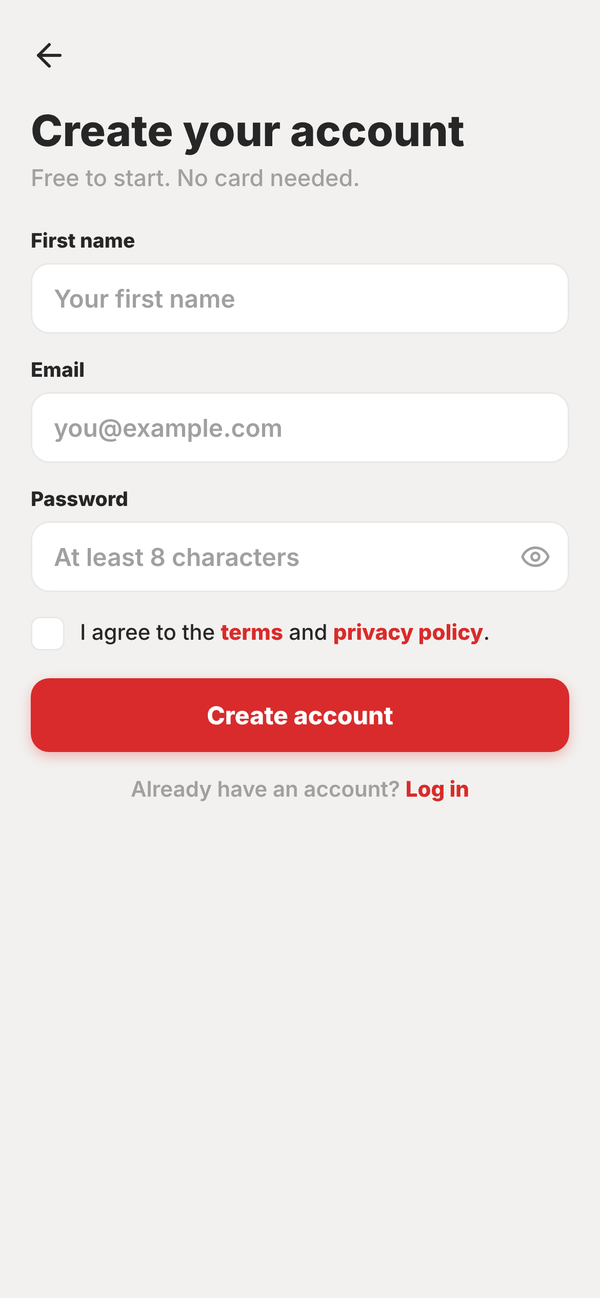 Create your account
Free to start. No card needed.
First name
Your first name
Email
you@example.com
Password
At least 8 characters
I agree to the terms and privacy policy.
Create account
Already have an account? Log in